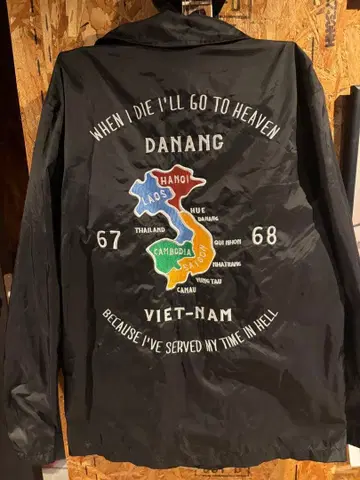 WHEN I DIE I'LL GO TO HEAVEN
DANANG
HANOI
LAOS
HUE
DANANG
THAILAND
67
68
QUI NHON
CAMBODIA
SAIGON
NHATRANG
VUNG TAU
CAMAU
VIET-NAM
BECAUSE I'VE SERVED MY TIME IN HELL